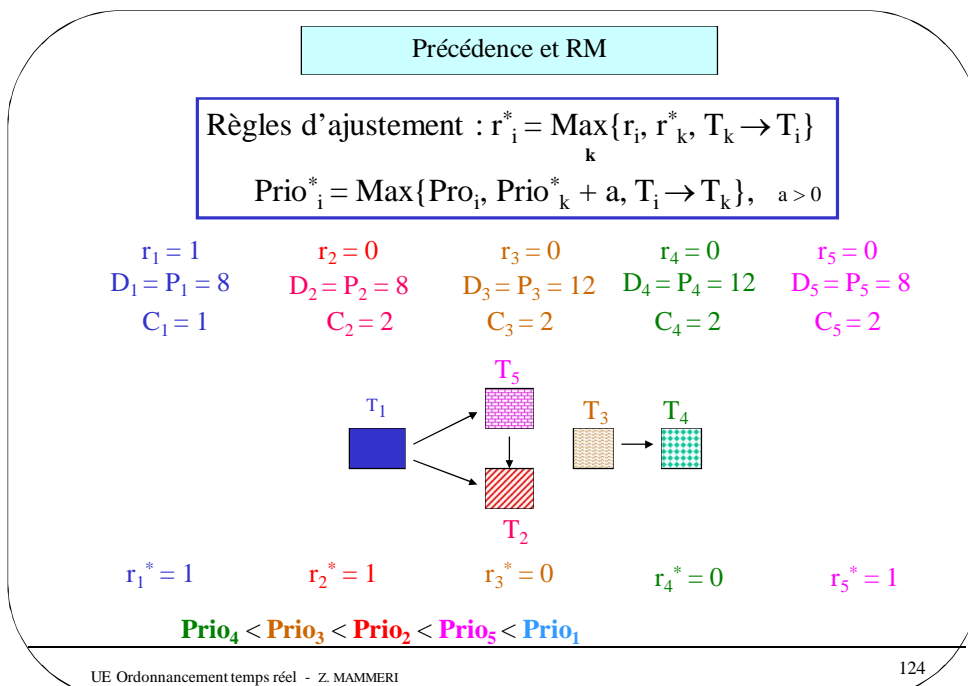 Précédence et RM
Règles d'ajustement : r*i = Max{ri, r*k, Tk → Ti}
k
Prio*i = Max{Proi, Prio*k + a, Ti → Tk}, a > 0
r1 = 1 r2 = 0 r3 = 0 r4 = 0 r5 = 0
D1 = P1 = 8 D2 = P2 = 8 D3 = P3 = 12 D4 = P4 = 12 D5 = P5 = 8
C1 = 1 C2 = 2 C3 = 2 C4 = 2 C5 = 2
T5
T1 T3 T4
T2
r1* = 1 r2* = 1 r3* = 0 r4* = 0 r5* = 1
Prio4 < Prio3 < Prio2 < Prio5 < Prio1
UE Ordonnancement temps réel - Z. MAMMERI 124